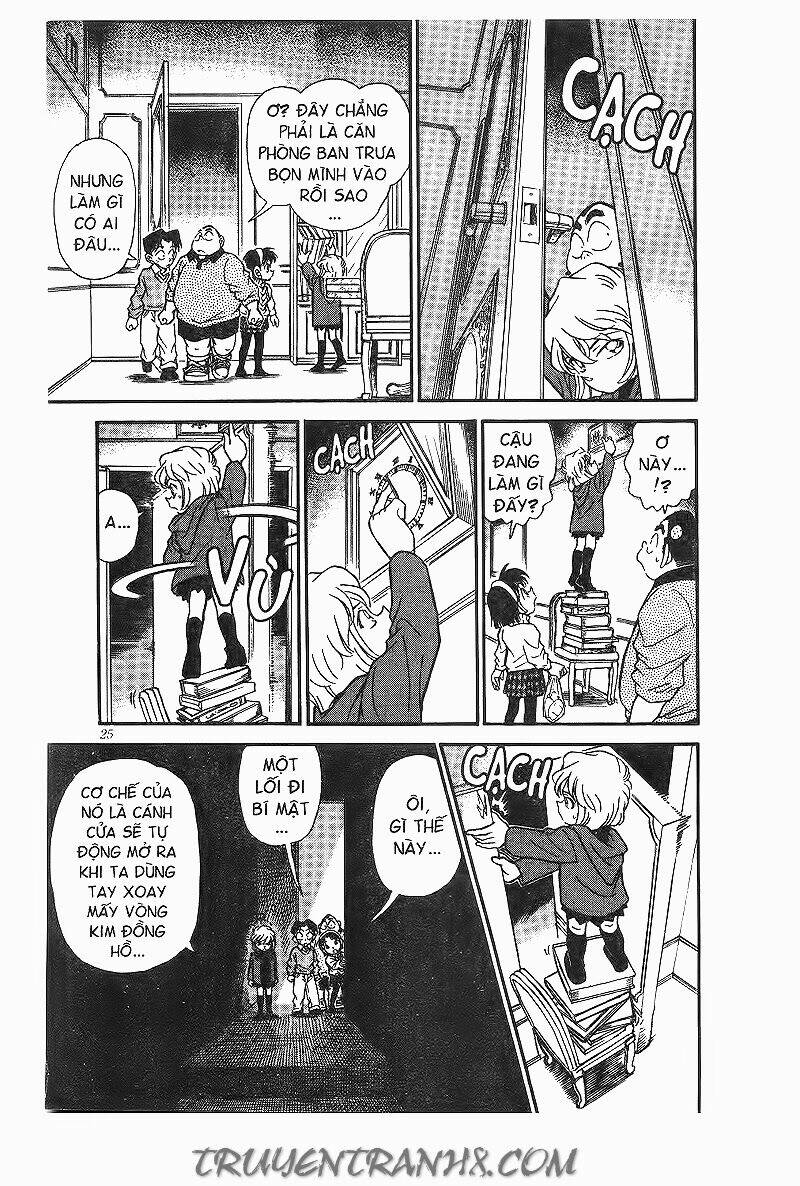 CẠCH
CẠCH
Ơ? ĐÂY CHẲNG
PHẢI LÀ CĂN
PHÒNG BAN TRƯA
BỌN MÌNH VÀO
RỒI SAO
...
NHƯNG
LÀM GÌ
CÓ AI
ĐÂU...
Ơ
NÀY...
!?
CẬU
ĐANG
LÀM GÌ
ĐẤY?
CẠCH
VÙ
A...
25
CẠCH
ÔI,
GÌ THẾ
NÀY...
MỘT
LỐI ĐI
BÍ MẬT
...
CƠ CHẾ CỦA
NÓ LÀ CÁNH
CỬA SẼ TỰ
ĐỘNG MỞ RA
KHI TA DÙNG
TAY XOAY
MẤY VÒNG
KIM ĐỒNG
HỒ...
TRUYENTRANH8.COM